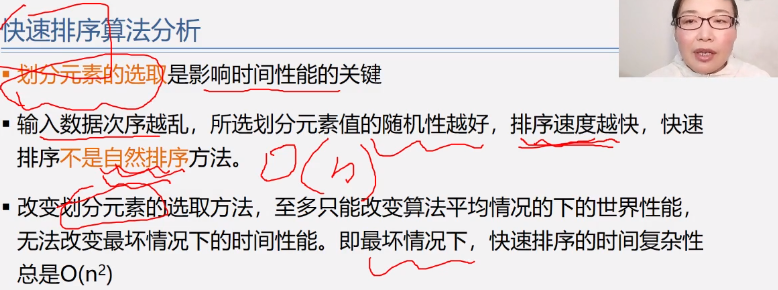 快速排序算法分析
▪ 划分元素的选取是影响时间性能的关键
▪ 输入数据次序越乱，所选划分元素值的随机性越好，排序速度越快，快速
排序不是自然排序方法。 O(n)
▪ 改变划分元素的选取方法，至多只能改变算法平均情况的下的世界性能，
无法改变最坏情况下的时间性能。即最坏情况下，快速排序的时间复杂性
总是O(n²)